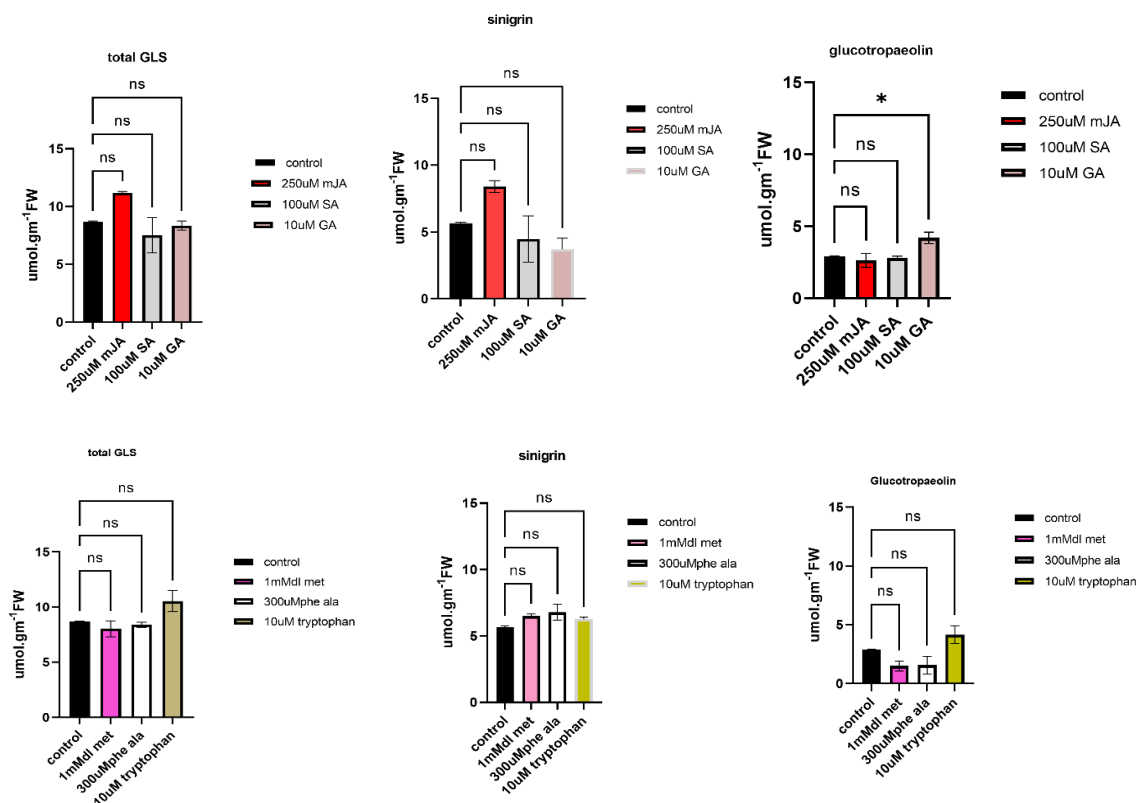 total GLS
ns
ns
ns
15
10
5
0
umol.gm⁻¹FW
control
250uM mJA
100uM SA
10uM GA
control
250uM mJA
100uM SA
10uM GA
sinigrin
ns
ns
ns
15
10
5
0
umol.gm⁻¹FW
control
250uM mJA
100uM SA
10uM GA
control
250uM mJA
100uM SA
10uM GA
glucotropaeolin
*
ns
ns
15
10
5
0
umol.gm⁻¹FW
control
250uM mJA
100uM SA
10uM GA
control
250uM mJA
100uM SA
10uM GA
total GLS
ns
ns
ns
15
10
5
0
umol.gm⁻¹FW
control
1mMdl met
300uMphe ala
10uM tryptophan
control
1mMdl met
300uMphe ala
10uM tryptophan
sinigrin
ns
ns
ns
15
10
5
0
umol.gm⁻¹FW
control
1mMdl met
300uMphe ala
10uM tryptophan
control
1mMdl met
300uMphe ala
10uM tryptophan
Glucotropaeolin
ns
ns
ns
15
10
5
0
umol.gm⁻¹FW
control
1mMdl met
300uMphe ala
10uM tryptophan
control
1mMdl met
300uMphe ala
10uM tryptophan